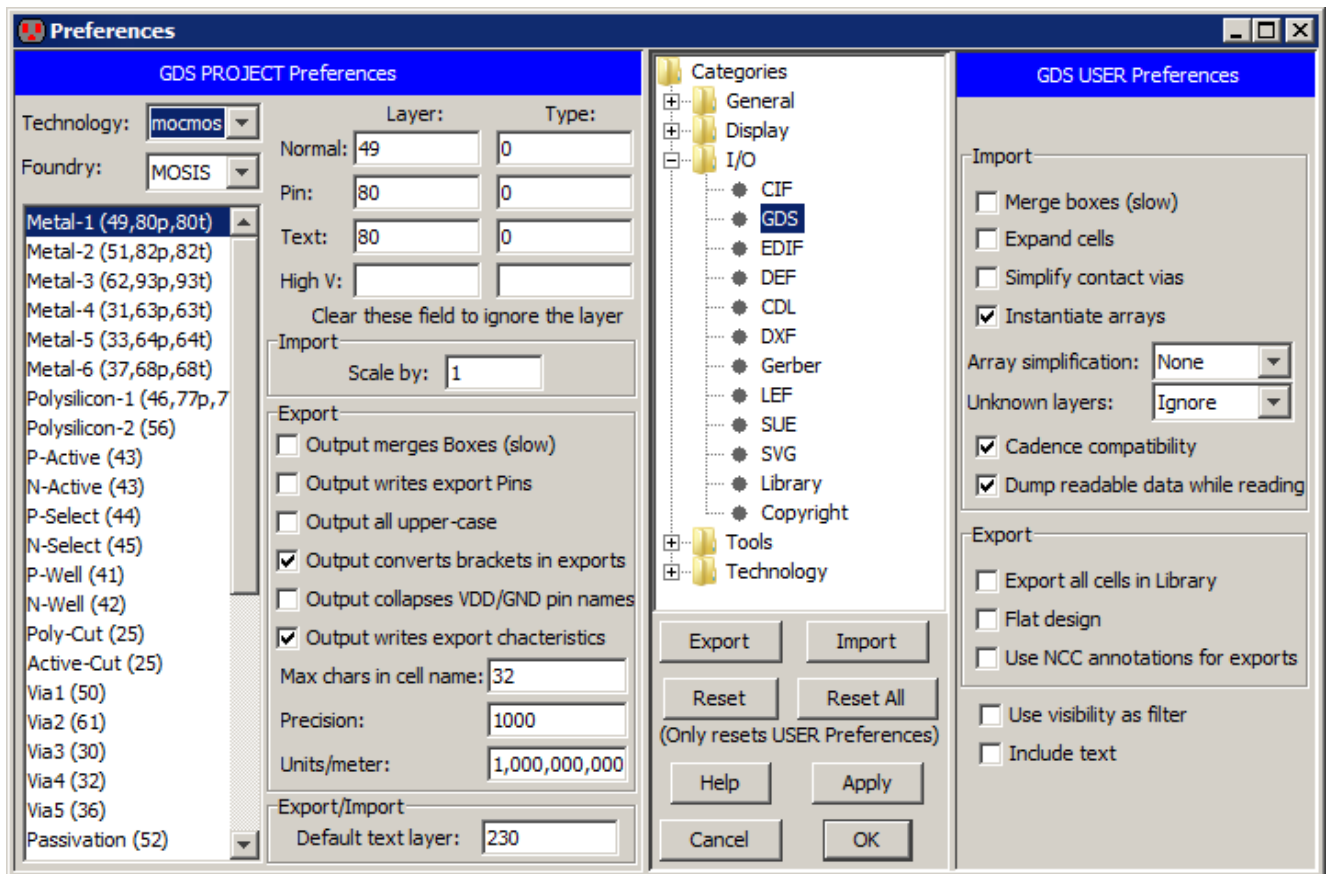 Preferences
GDS PROJECT Preferences
Technology: mocmos
Foundry: MOSIS
Metal-1 (49,80p,80t)
Metal-2 (51,82p,82t)
Metal-3 (62,93p,93t)
Metal-4 (31,63p,63t)
Metal-5 (33,64p,64t)
Metal-6 (37,68p,68t)
Polysilicon-1 (46,77p,7
Polysilicon-2 (56)
P-Active (43)
N-Active (43)
P-Select (44)
N-Select (45)
P-Well (41)
N-Well (42)
Poly-Cut (25)
Active-Cut (25)
Via1 (50)
Via2 (61)
Via3 (30)
Via4 (32)
Via5 (36)
Passivation (52)
Layer: Type:
Normal: 49 0
Pin: 80 0
Text: 80 0
High V:
Clear these field to ignore the layer
Import
Scale by: 1
Export
Output merges Boxes (slow)
Output writes export Pins
Output all upper-case
Output converts brackets in exports
Output collapses VDD/GND pin names
Output writes export chacteristics
Max chars in cell name: 32
Precision: 1000
Units/meter: 1,000,000,000
Export/Import
Default text layer: 230
Categories
General
Display
I/O
CIF
GDS
EDIF
DEF
CDL
DXF
Gerber
LEF
SUE
SVG
Library
Copyright
Tools
Technology
Export Import
Reset Reset All
(Only resets USER Preferences)
Help Apply
Cancel OK
GDS USER Preferences
Import
Merge boxes (slow)
Expand cells
Simplify contact vias
Instantiate arrays
Array simplification: None
Unknown layers: Ignore
Cadence compatibility
Dump readable data while reading
Export
Export all cells in Library
Flat design
Use NCC annotations for exports
Use visibility as filter
Include text